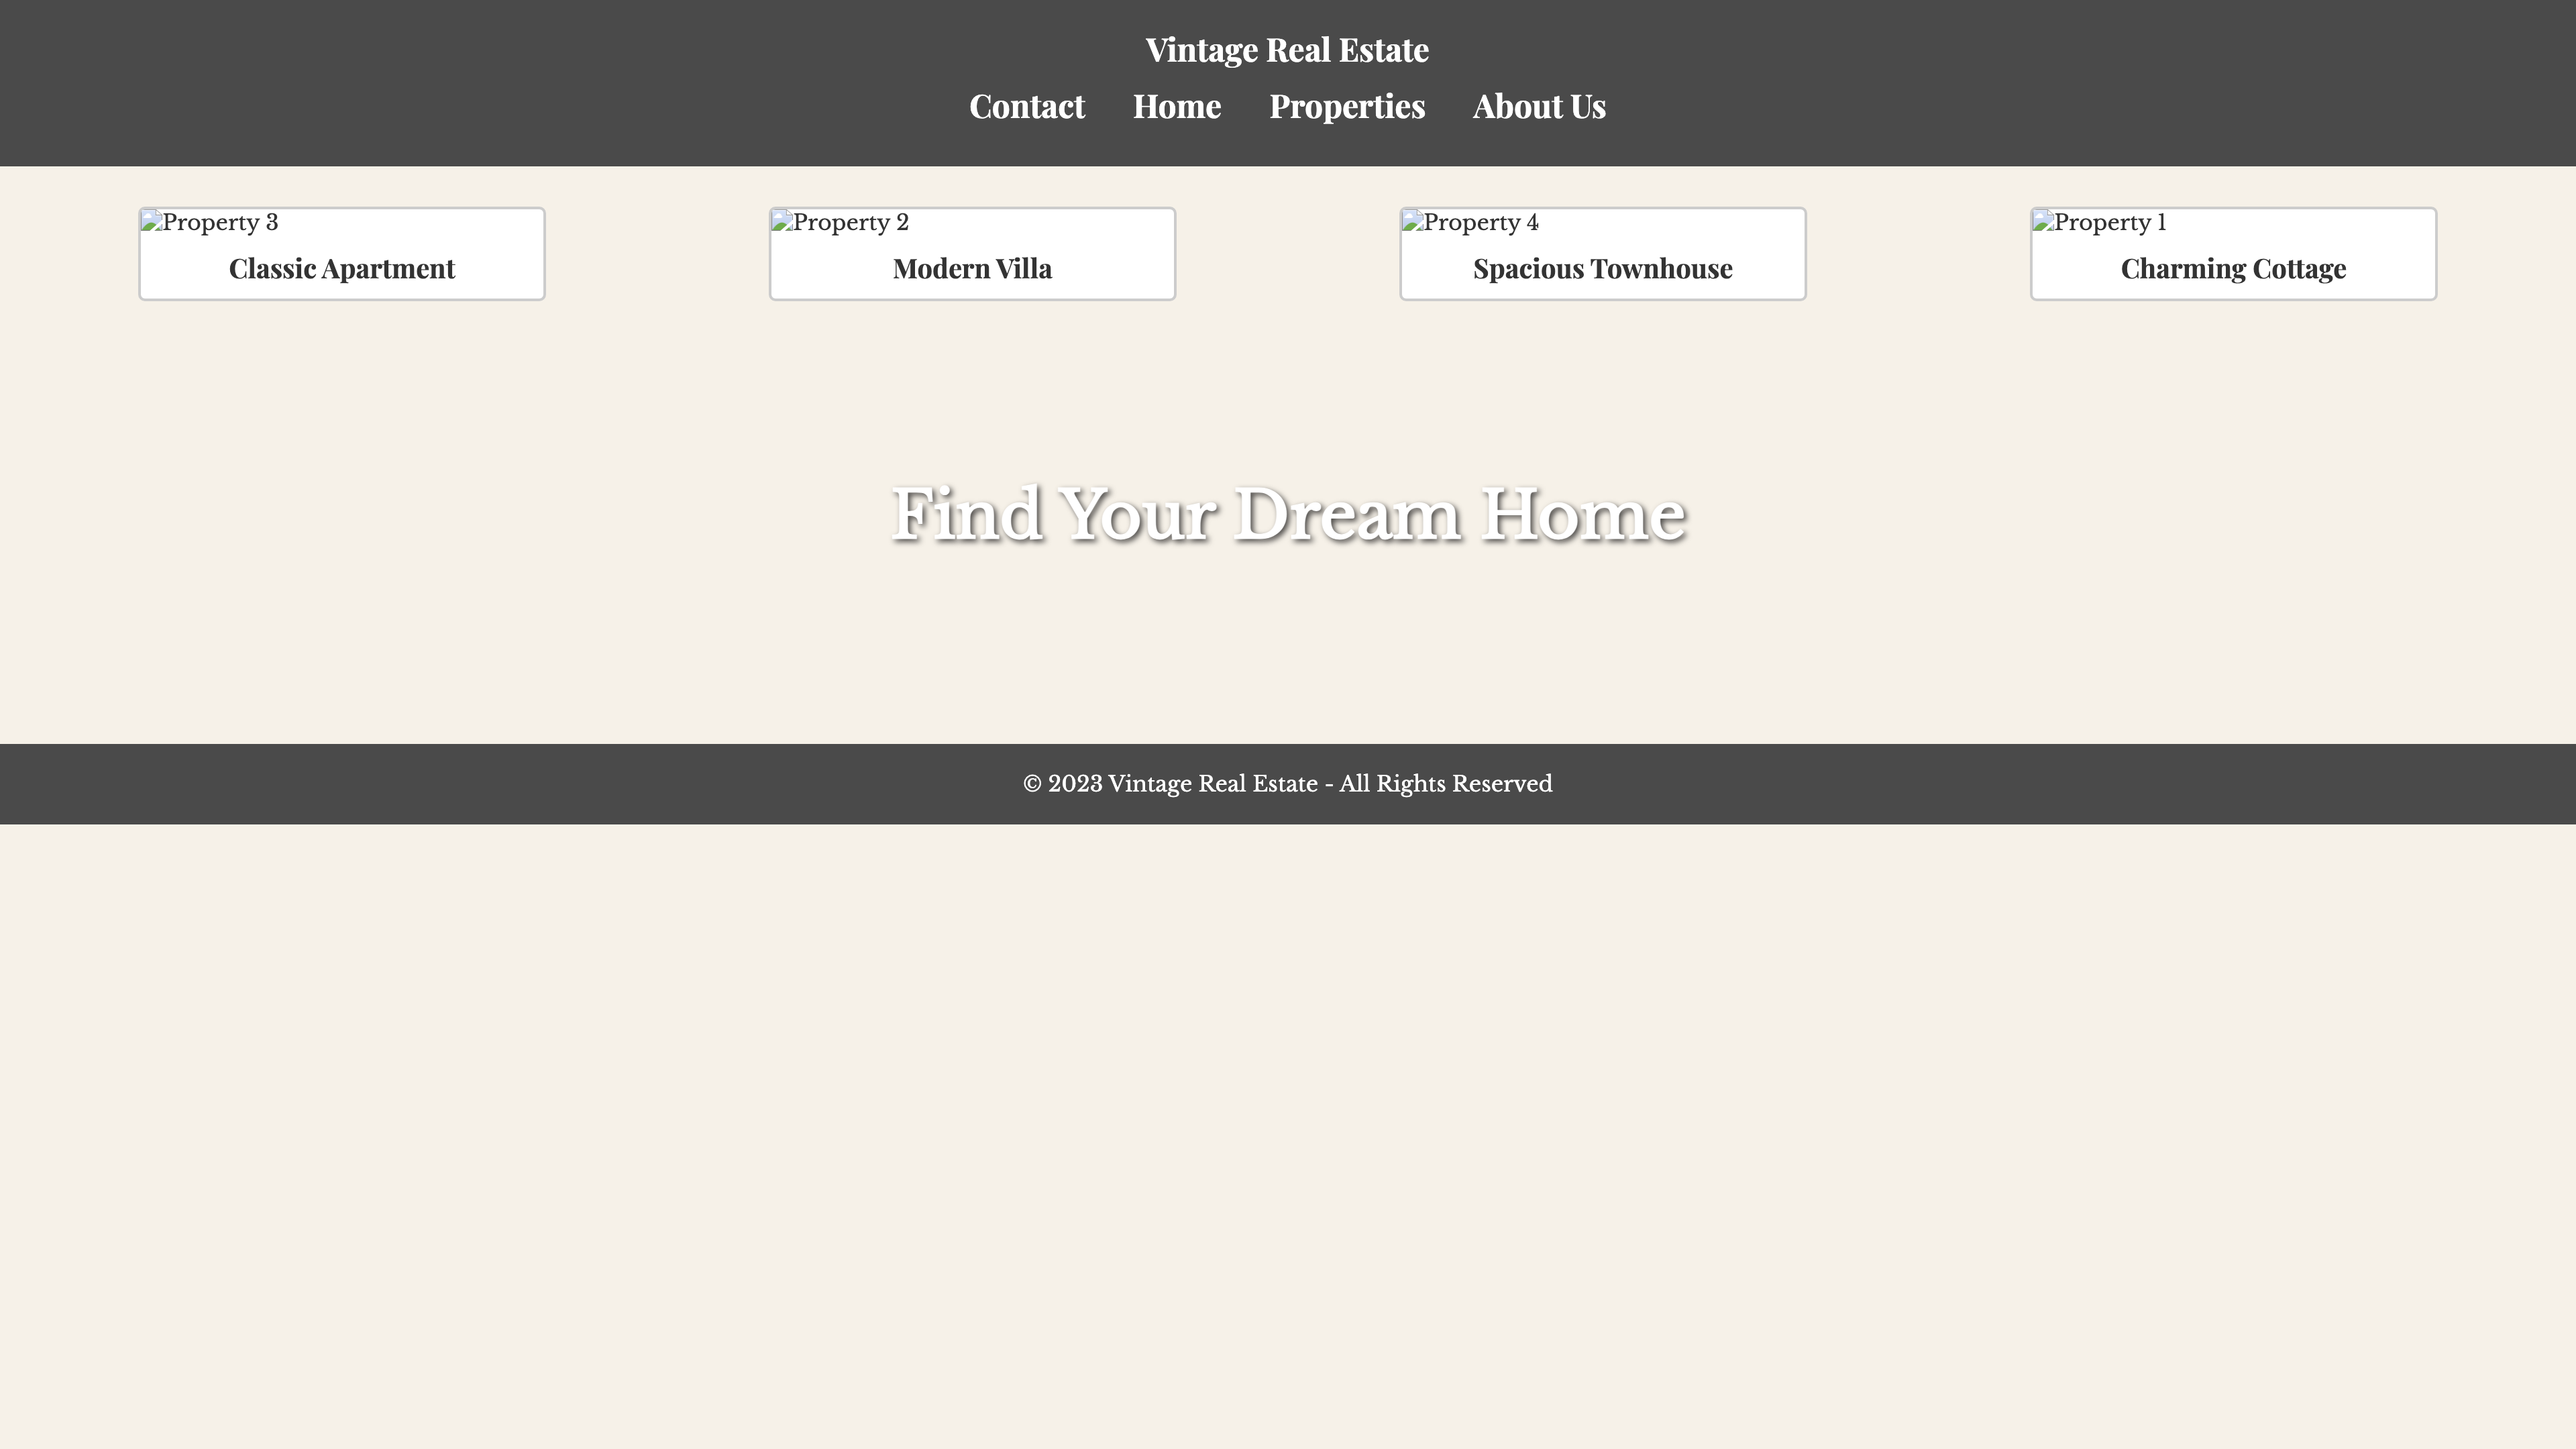 Vintage Real Estate
Contact Home Properties About Us
Property 3 Property 2 Property 4 Property 1
Classic Apartment Modern Villa Spacious Townhouse Charming Cottage
Find Your Dream Home
© 2023 Vintage Real Estate - All Rights Reserved